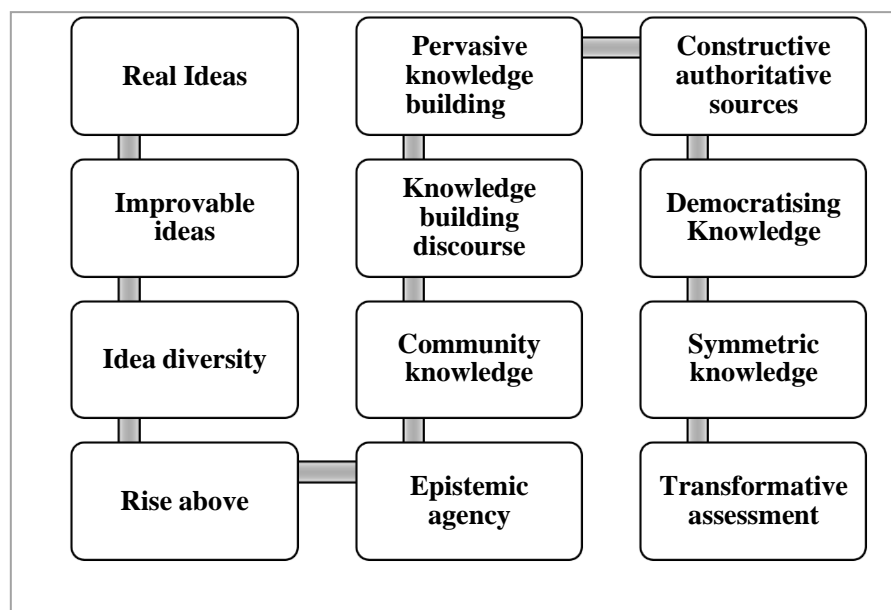 Real Ideas
Improvable
ideas
Idea diversity
Rise above
Epistemic
agency
Community
knowledge
Knowledge
building
discourse
Pervasive
knowledge
building
Constructive
authoritative
sources
Democratising
Knowledge
Symmetric
knowledge
Transformative
assessment